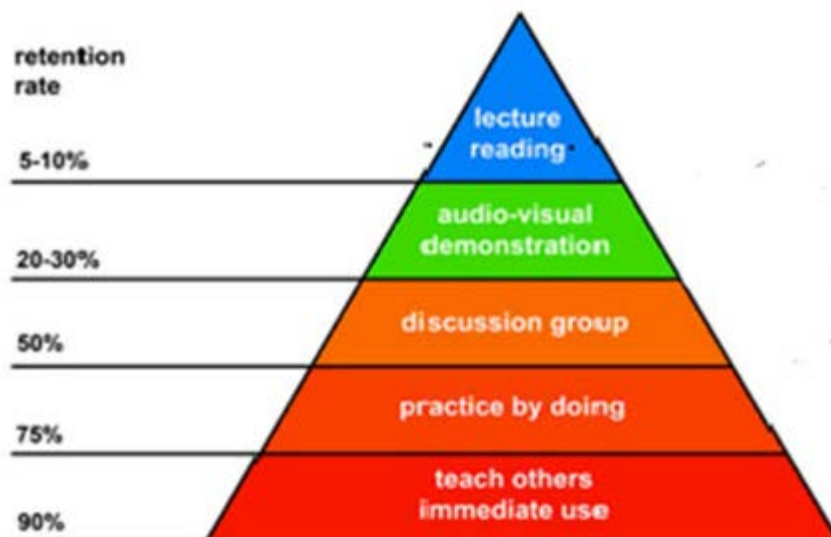 retention
rate
lecture
reading
5-10%
audio-visual
demonstration
20-30%
discussion group
50%
practice by doing
75%
teach others
immediate use
90%